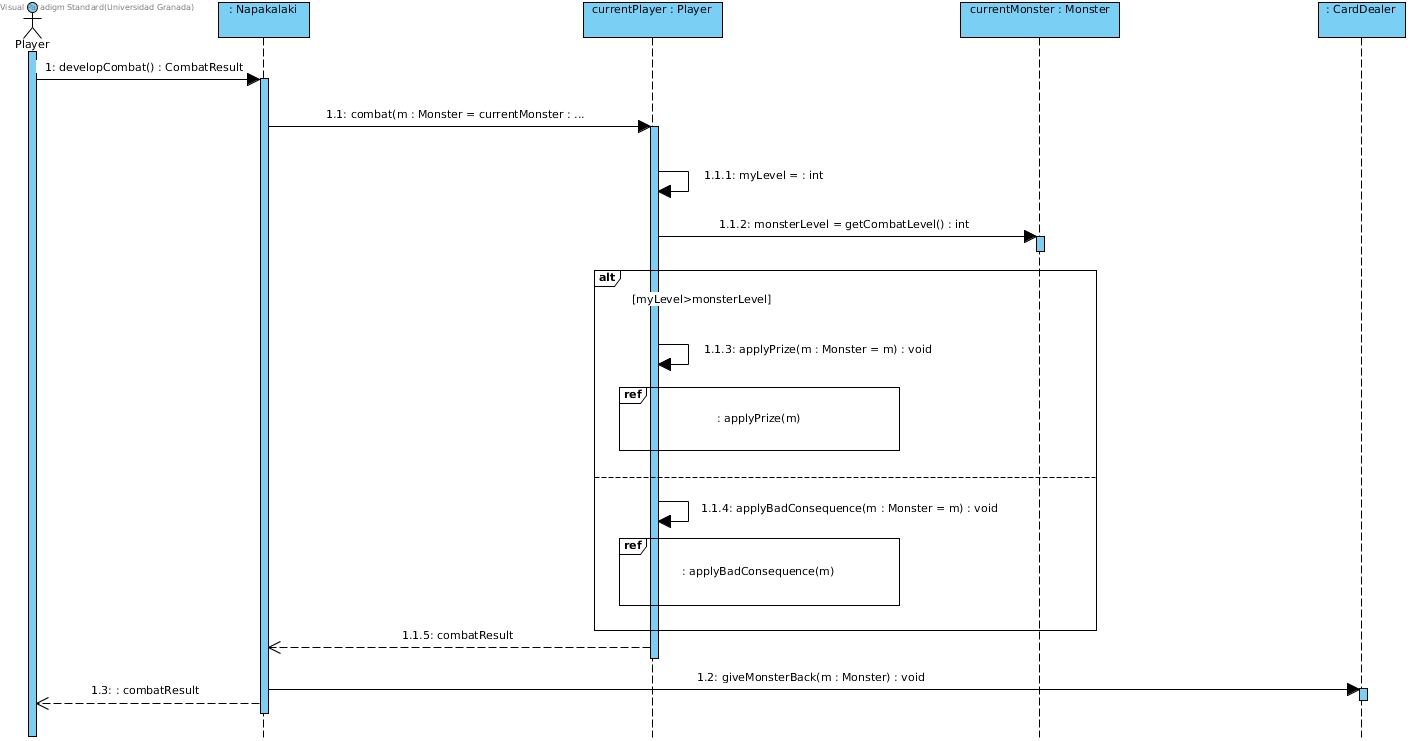 Visual Paradigm Standard(Universidad Granada)
: Napakalaki
currentPlayer : Player
currentMonster : Monster
: CardDealer
Player
1: developCombat() : CombatResult
1.1: combat(m : Monster = currentMonster : ...
1.1.1: myLevel = : int
1.1.2: monsterLevel = getCombatLevel() : int
alt
[myLevel>monsterLevel]
1.1.3: applyPrize(m : Monster = m) : void
ref
: applyPrize(m)
1.1.4: applyBadConsequence(m : Monster = m) : void
ref
: applyBadConsequence(m)
1.1.5: combatResult
1.2: giveMonsterBack(m : Monster) : void
1.3: : combatResult